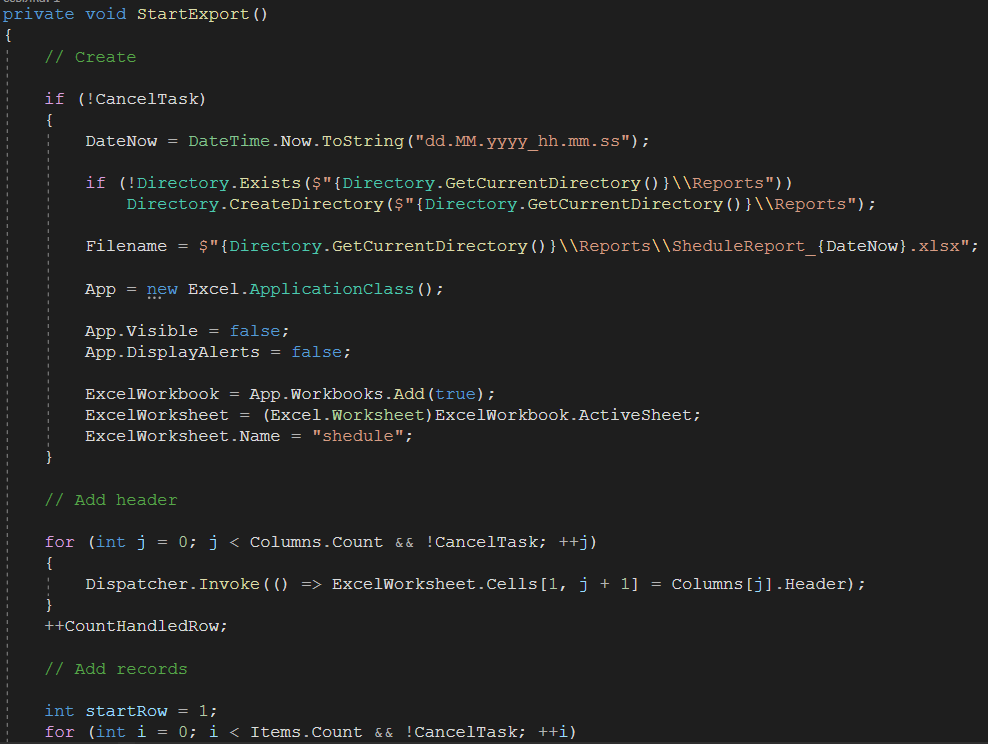 private void StartExport()
{
// Create
if (!CancelTask)
{
DateNow = DateTime.Now.ToString("dd.MM.yyyy_hh.mm.ss");
if (!Directory.Exists($"{Directory.GetCurrentDirectory()}\\Reports"))
Directory.CreateDirectory($"{Directory.GetCurrentDirectory()}\\Reports");
Filename = $"{Directory.GetCurrentDirectory()}\\Reports\\SheduleReport_{DateNow}.xlsx";
App = new Excel.ApplicationClass();
App.Visible = false;
App.DisplayAlerts = false;
ExcelWorkbook = App.Workbooks.Add(true);
ExcelWorksheet = (Excel.Worksheet)ExcelWorkbook.ActiveSheet;
ExcelWorksheet.Name = "shedule";
}
// Add header
for (int j = 0; j < Columns.Count && !CancelTask; ++j)
{
Dispatcher.Invoke(() => ExcelWorksheet.Cells[1, j + 1] = Columns[j].Header);
}
++CountHandledRow;
// Add records
int startRow = 1;
for (int i = 0; i < Items.Count && !CancelTask; ++i)